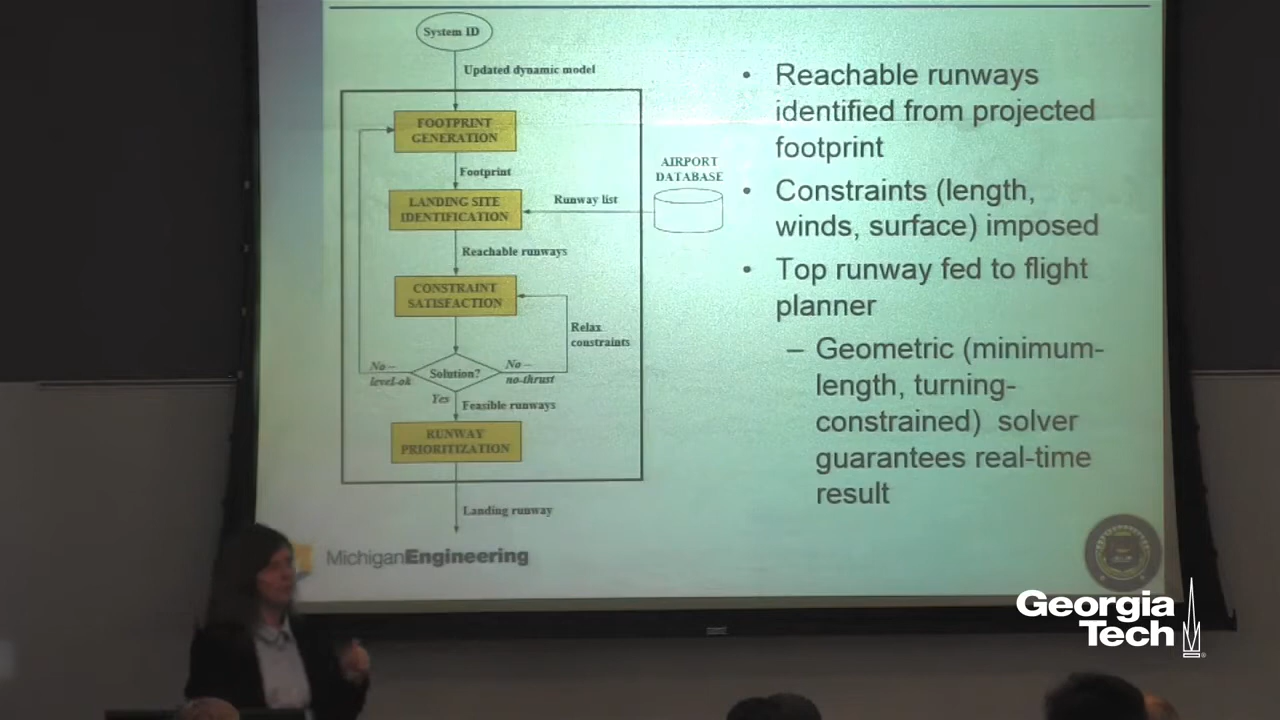 System ID
Updated dynamic model
FOOTPRINT
GENERATION
Footprint
LANDING SITE
IDENTIFICATION
Runway list
AIRPORT
DATABASE
Reachable runways
CONSTRAINT
SATISFACTION
Relax
constraints
Solution?
No –
level-ok
No –
no-thrust
Yes
Feasible runways
RUNWAY
PRIORITIZATION
Landing runway
• Reachable runways
identified from projected
footprint
• Constraints (length,
winds, surface) imposed
• Top runway fed to flight
planner
– Geometric (minimum-
length, turning-
constrained) solver
guarantees real-time
result
MichiganEngineering
Georgia
Tech